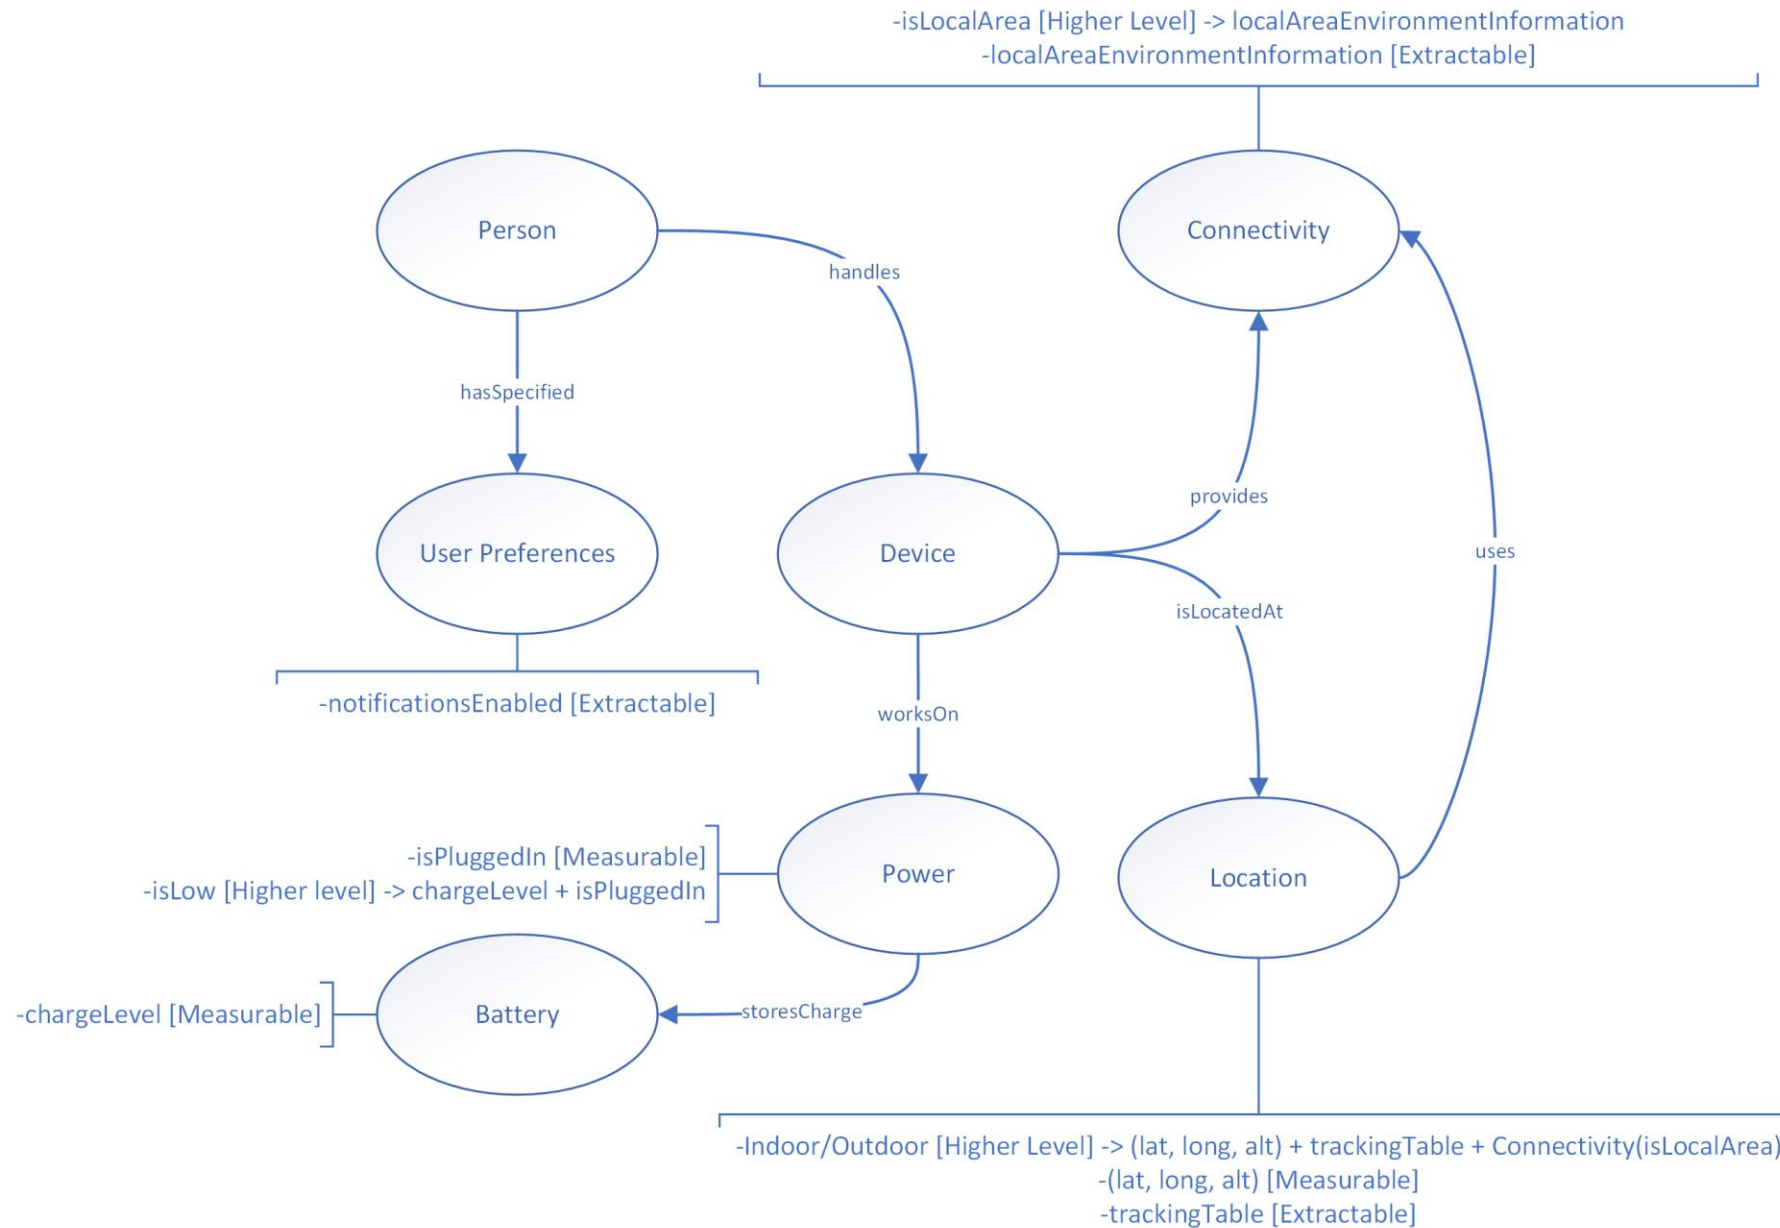 -isLocalArea [Higher Level] -> localAreaEnvironmentInformation
-localAreaEnvironmentInformation [Extractable]
Person
Connectivity
handles
hasSpecified
provides
User Preferences
Device
uses
isLocatedAt
-notificationsEnabled [Extractable]
worksOn
-isPluggedIn [Measurable]
-isLow [Higher level] -> chargeLevel + isPluggedIn
Power
Location
-chargeLevel [Measurable]
Battery
storesCharge
-Indoor/Outdoor [Higher Level] -> (lat, long, alt) + trackingTable + Connectivity(isLocalArea)
-(lat, long, alt) [Measurable]
-trackingTable [Extractable]